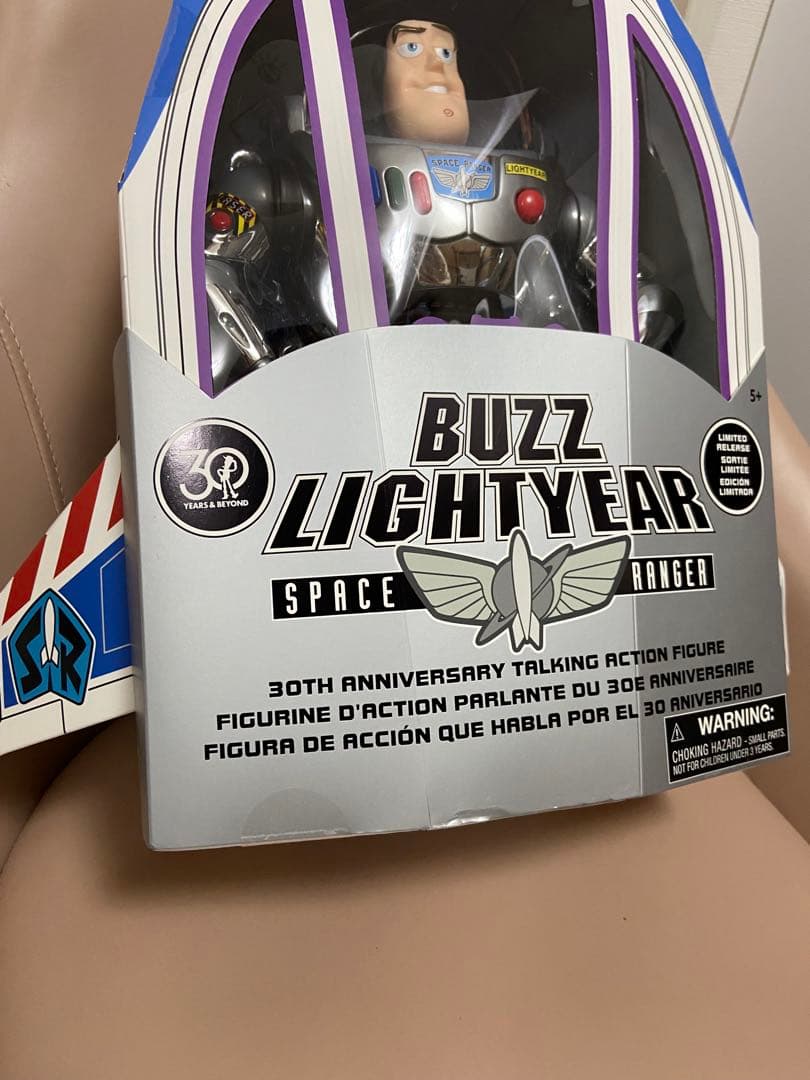 SPACE RANGER
LIGHTYEAR
LASER
5+
BUZZ
LIGHTYEAR
30
YEARS & BEYOND
LIMITED
RELEASE
SORTIE
LIMITÉE
EDICIÓN
LIMITADA
SPACE RANGER
SR
30TH ANNIVERSARY TALKING ACTION FIGURE
FIGURINE D'ACTION PARLANTE DU 30E ANNIVERSAIRE
FIGURA DE ACCIÓN QUE HABLA POR EL 30 ANIVERSARIO
WARNING:
CHOKING HAZARD - SMALL PARTS.
NOT FOR CHILDREN UNDER 3 YEARS.